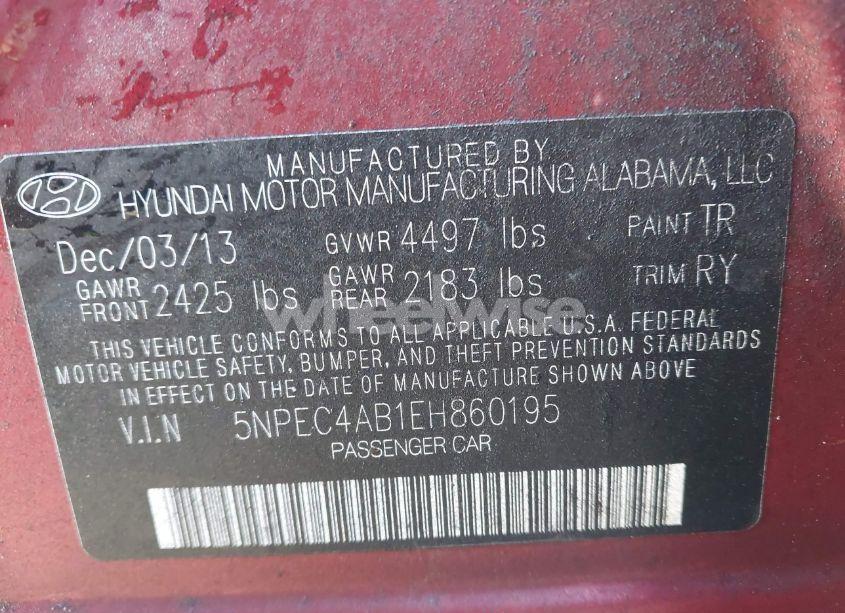 MANUFACTURED BY
HYUNDAI MOTOR MANUFACTURING ALABAMA, LLC
Dec/03/13 GVWR 4497 lbs PAINT TR
GAWR FRONT 2425 lbs GAWR REAR 2183 lbs TRIM RY
wheelwise
THIS VEHICLE CONFORMS TO ALL APPLICABLE U.S.A. FEDERAL
MOTOR VEHICLE SAFETY, BUMPER, AND THEFT PREVENTION STANDARDS
IN EFFECT ON THE DATE OF MANUFACTURE SHOWN ABOVE
V.I.N 5NPEC4AB1EH860195
PASSENGER CAR